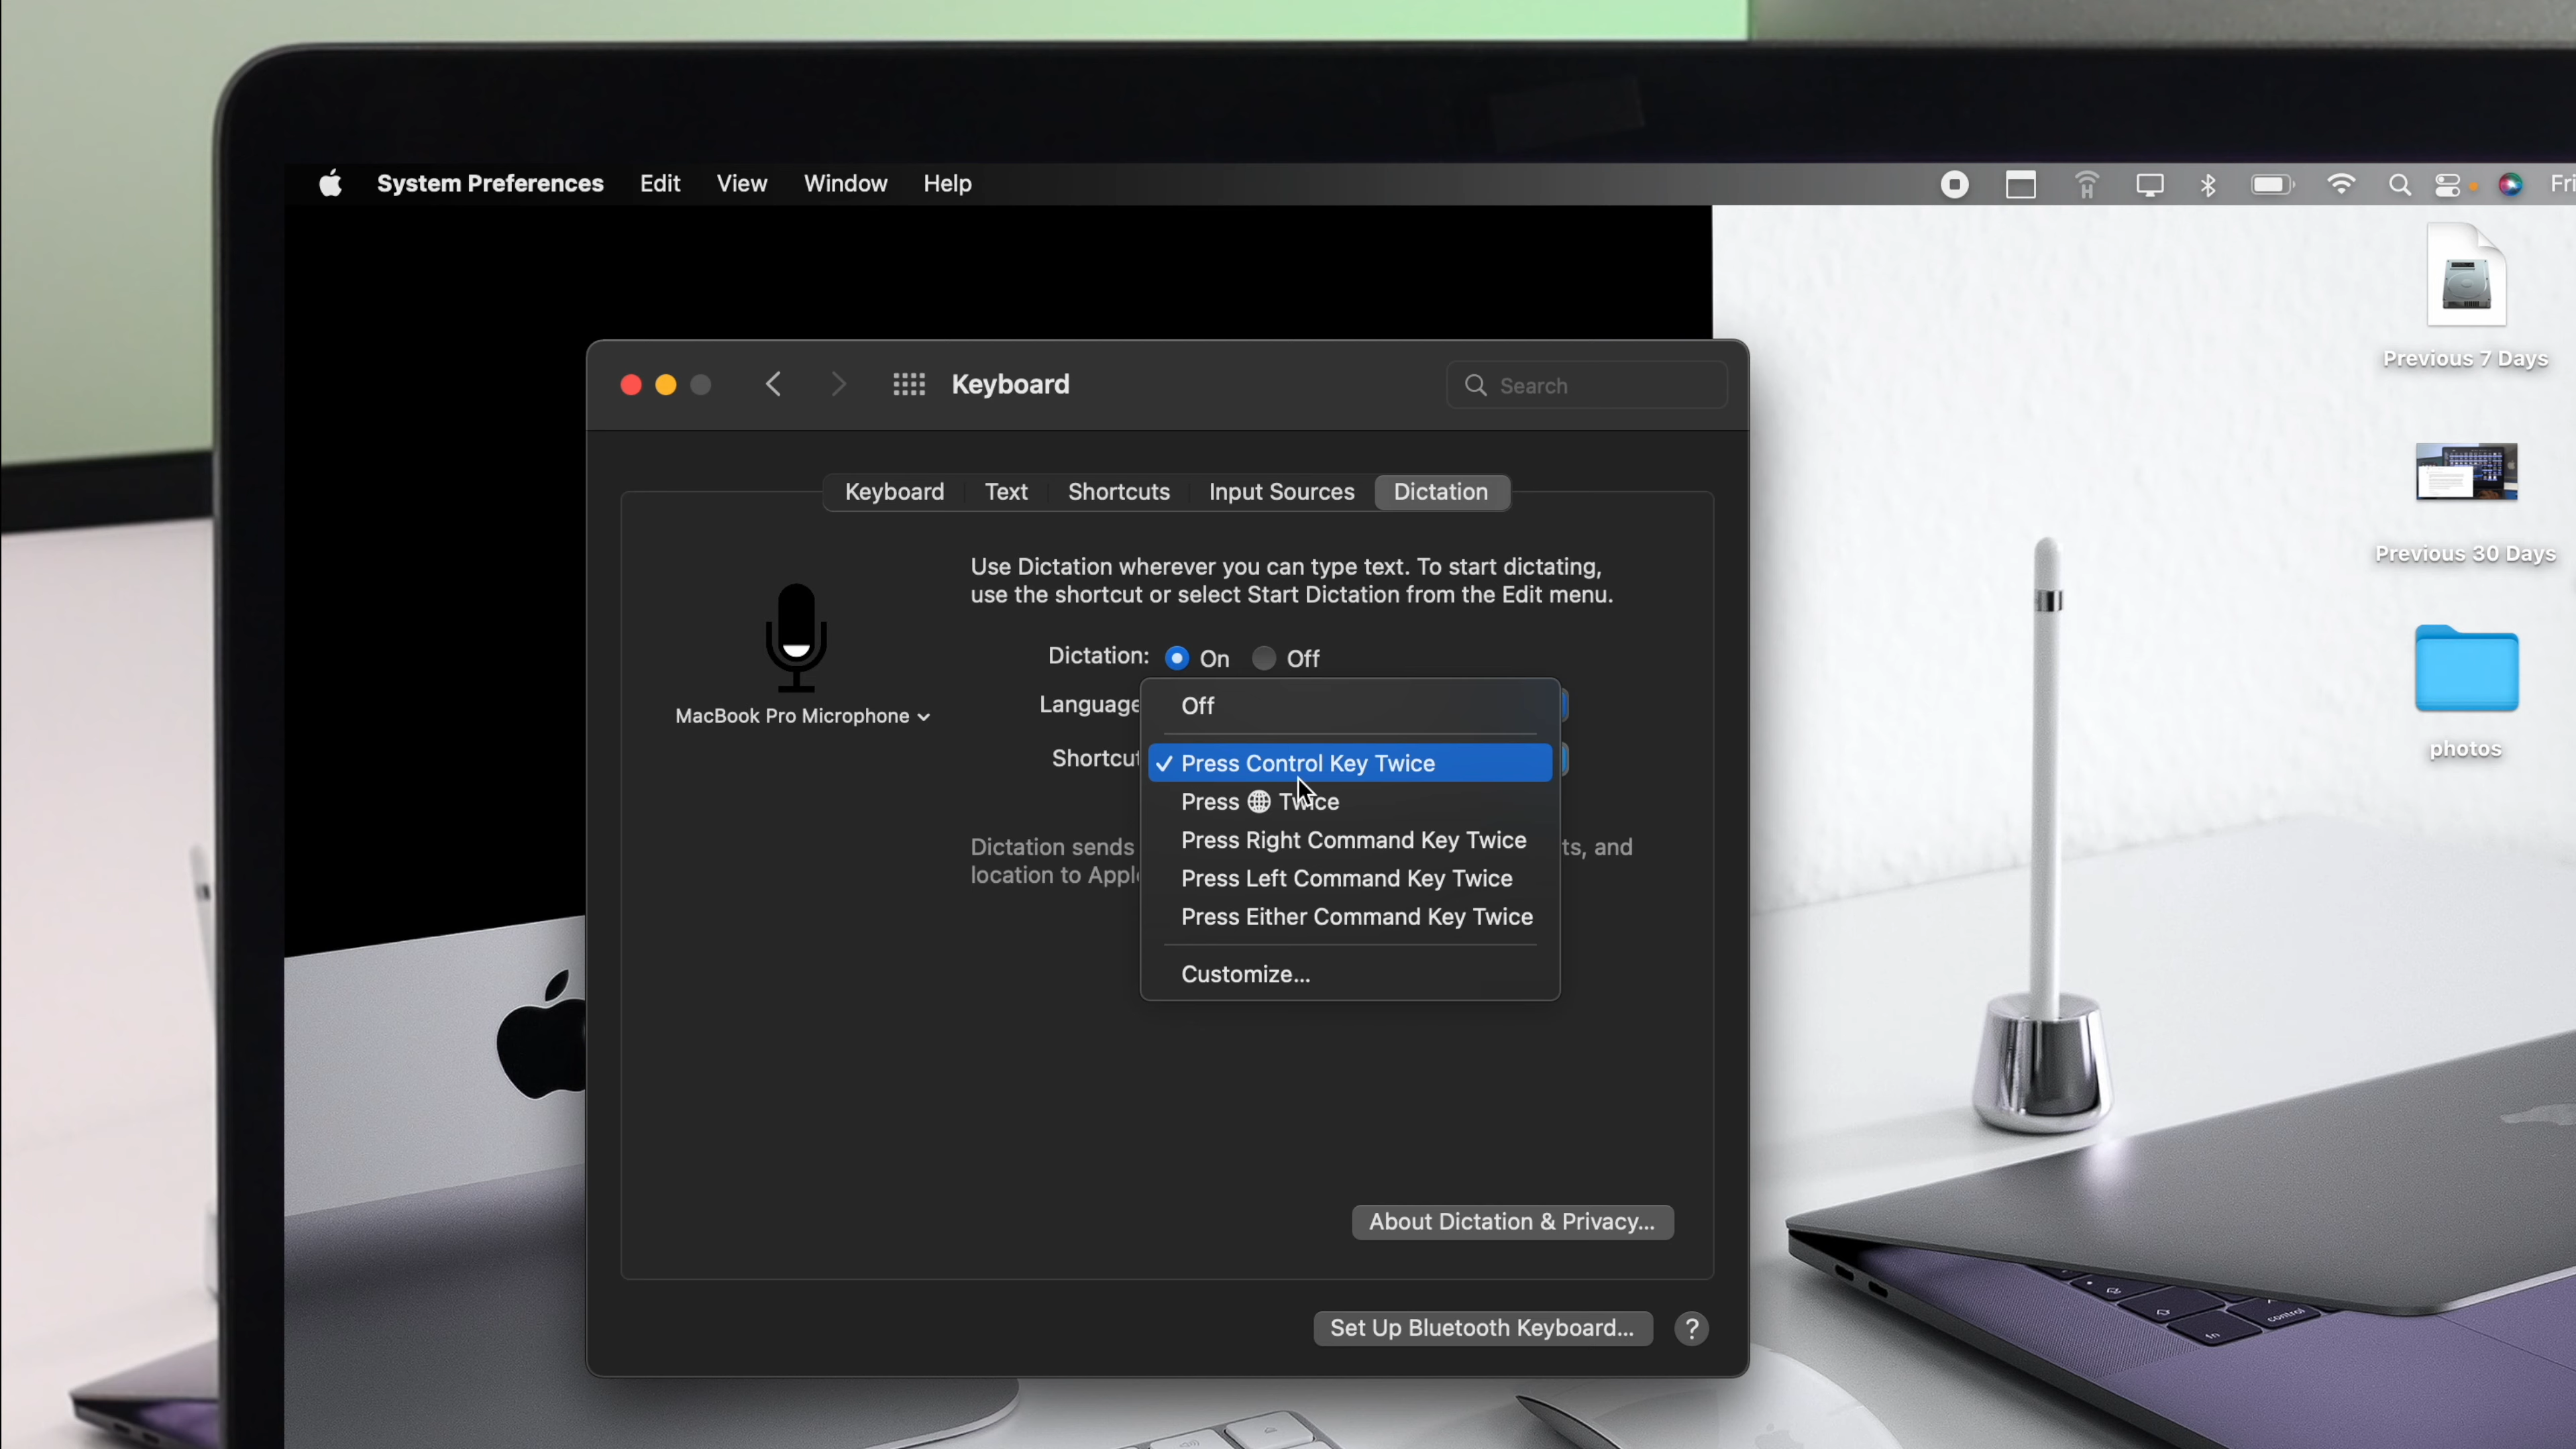 System Preferences Edit View Window Help
Fri
Previous 7 Days
Previous 30 Days
photos
Keyboard
Search
Keyboard Text Shortcuts Input Sources Dictation
Use Dictation wherever you can type text. To start dictating,
use the shortcut or select Start Dictation from the Edit menu.
Dictation: On Off
MacBook Pro Microphone
Language
Off
Shortcut
✓ Press Control Key Twice
Press 🌐 Twice
Press Right Command Key Twice
Press Left Command Key Twice
Press Either Command Key Twice
Customize...
Dictation sends ts, and
location to Appl
About Dictation & Privacy...
Set Up Bluetooth Keyboard... ?
control
fn